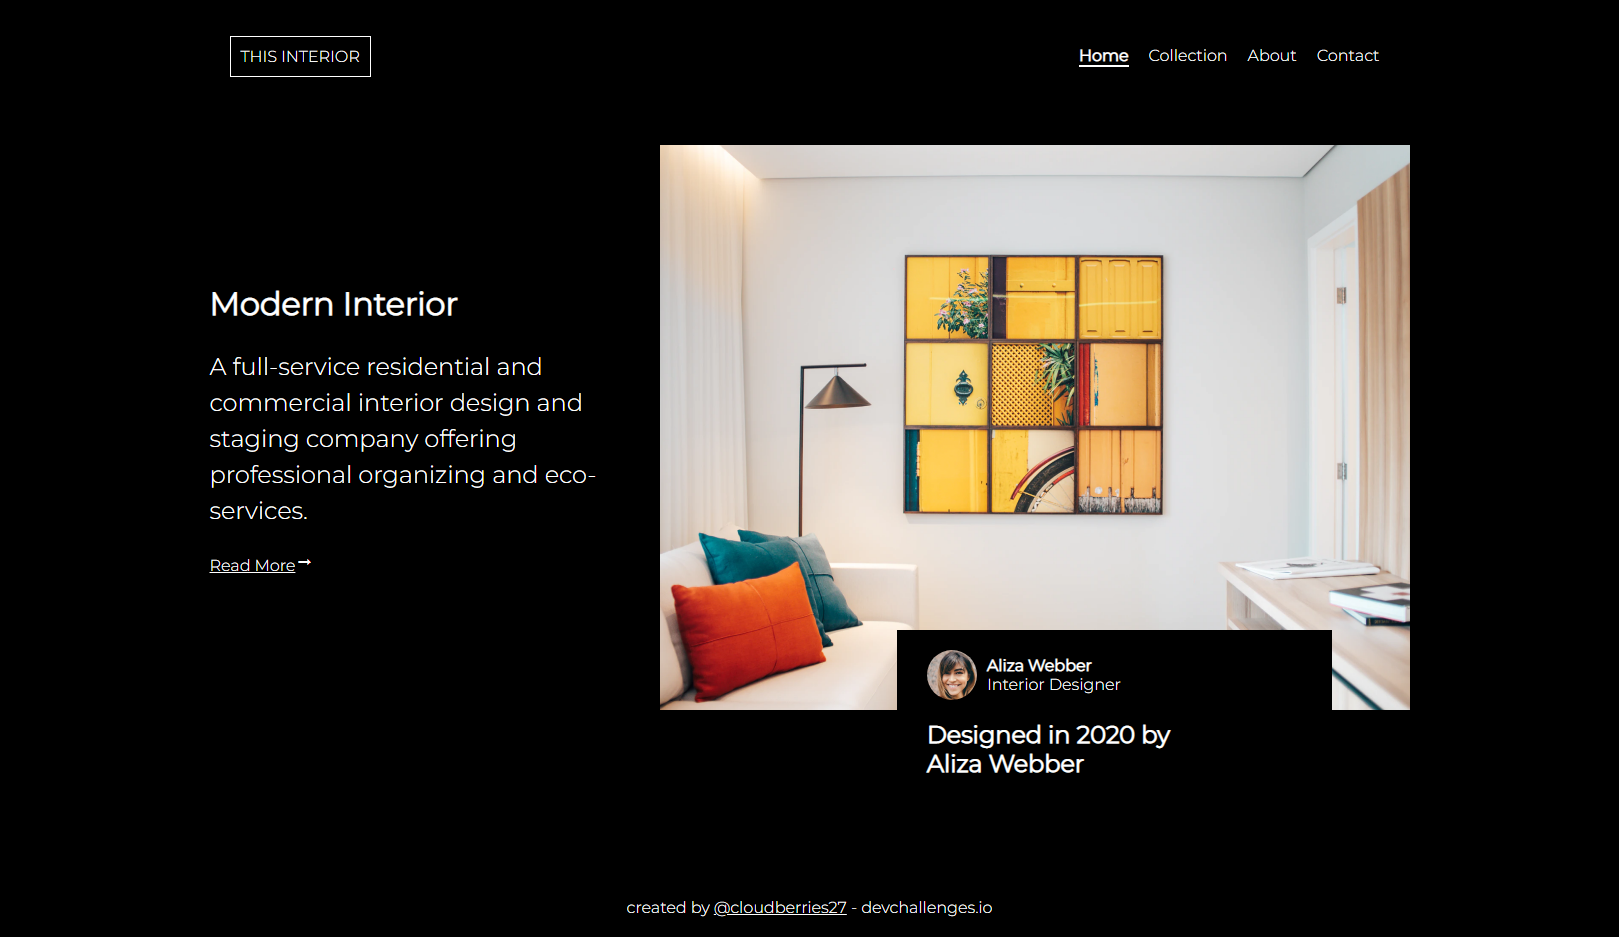 THIS INTERIOR
Home Collection About Contact
Modern Interior
A full-service residential and
commercial interior design and
staging company offering
professional organizing and eco-
services.
Read More→
Aliza Webber
Interior Designer
Designed in 2020 by
Aliza Webber
created by @cloudberries27 - devchallenges.io